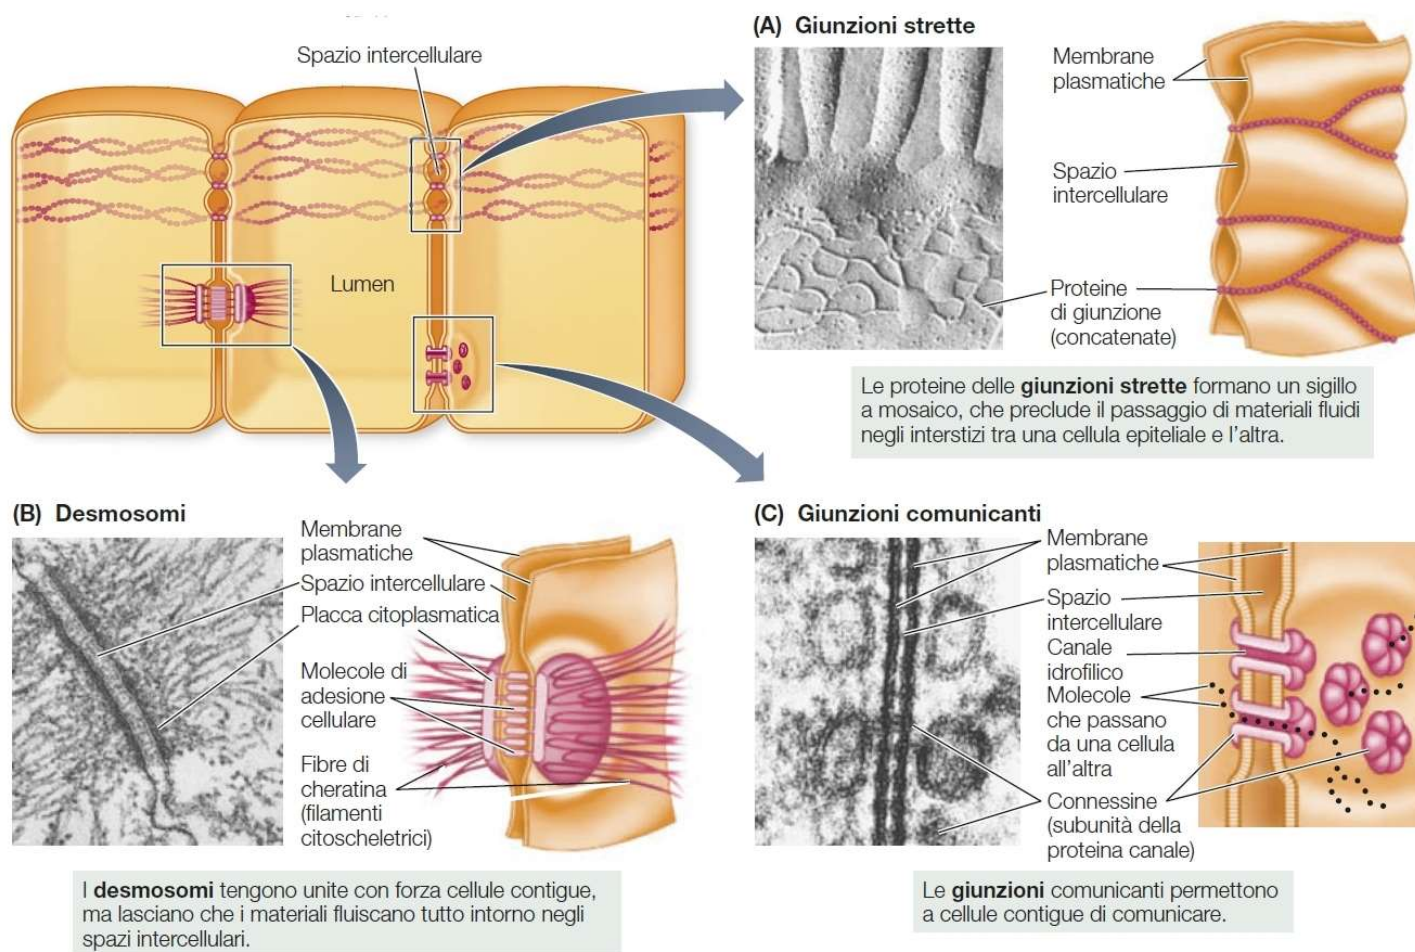 Spazio intercellulare
Lumen
(A) Giunzioni strette
Membrane
plasmatiche
Spazio
intercellulare
Proteine
di giunzione
(concatenate)
Le proteine delle giunzioni strette formano un sigillo
a mosaico, che preclude il passaggio di materiali fluidi
negli interstizi tra una cellula epiteliale e l'altra.
(B) Desmosomi
Membrane
plasmatiche
Spazio intercellulare
Placca citoplasmatica
Molecole di
adesione
cellulare
Fibre di
cheratina
(filamenti
citoscheletrici)
I desmosomi tengono unite con forza cellule contigue,
ma lasciano che i materiali fluiscano tutto intorno negli
spazi intercellulari.
(C) Giunzioni comunicanti
Membrane
plasmatiche
Spazio
intercellulare
Canale
idrofilico
Molecole
che passano
da una cellula
all'altra
Connessine
(subunità della
proteina canale)
Le giunzioni comunicanti permettono
a cellule contigue di comunicare.